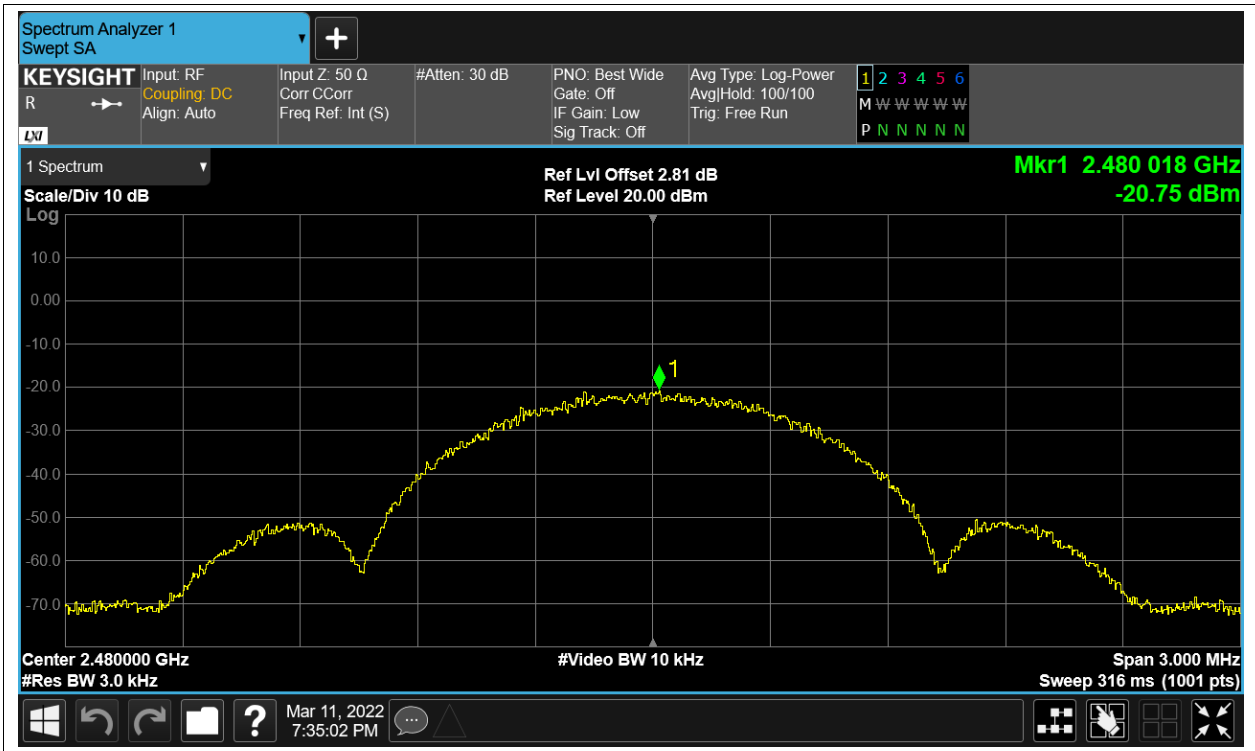 Spectrum Analyzer 1
Swept SA
KEYSIGHT
R
LXI
Input: RF
Coupling: DC
Align: Auto
Input Z: 50 Ω
Corr CCorr
Freq Ref: Int (S)
#Atten: 30 dB
PNO: Best Wide
Gate: Off
IF Gain: Low
Sig Track: Off
Avg Type: Log-Power
Avg|Hold: 100/100
Trig: Free Run
1 2 3 4 5 6
M W W W W W W
P N N N N N
1 Spectrum
Scale/Div 10 dB
Ref Lvl Offset 2.81 dB
Ref Level 20.00 dBm
Mkr1 2.480 018 GHz
-20.75 dBm
Log
10.0
0.00
-10.0
-20.0
-30.0
-40.0
-50.0
-60.0
-70.0
1
Center 2.480000 GHz
#Res BW 3.0 kHz
#Video BW 10 kHz
Span 3.000 MHz
Sweep 316 ms (1001 pts)
?
Mar 11, 2022
7:35:02 PM